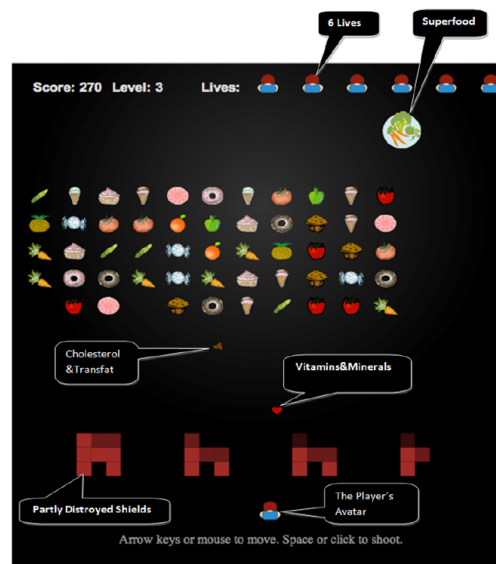 6 Lives
Superfood
Score: 270 Level: 3 Lives:
Cholesterol
&Transfat
Vitamins&Minerals
Partly Distroyed Shields
The Player's
Avatar
Arrow keys or mouse to move. Space or click to shoot.